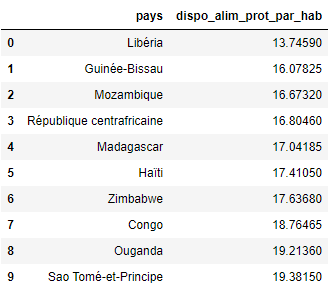 pays dispo_alim_prot_par_hab
0 Libéria 13.74590
1 Guinée-Bissau 16.07825
2 Mozambique 16.67320
3 République centrafricaine 16.80460
4 Madagascar 17.04185
5 Haïti 17.41050
6 Zimbabwe 17.63680
7 Congo 18.76465
8 Ouganda 19.21360
9 Sao Tomé-et-Principe 19.38150